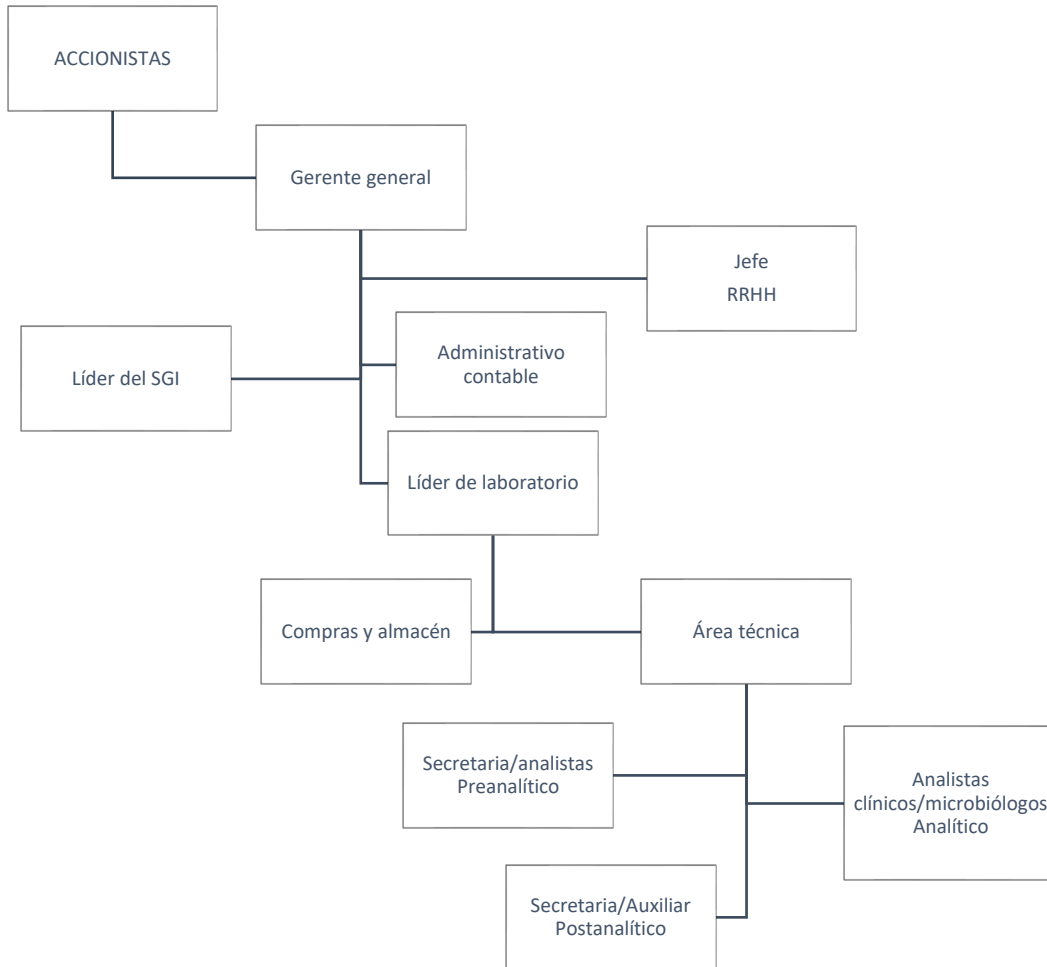 ACCIONISTAS
Gerente general
Jefe
RRHH
Administrativo
contable
Líder del SGI
Líder de laboratorio
Compras y almacén
Área técnica
Secretaria/analistas
Preanalítico
Analistas
clínicos/microbiólogos
Analítico
Secretaria/Auxiliar
Postanalítico